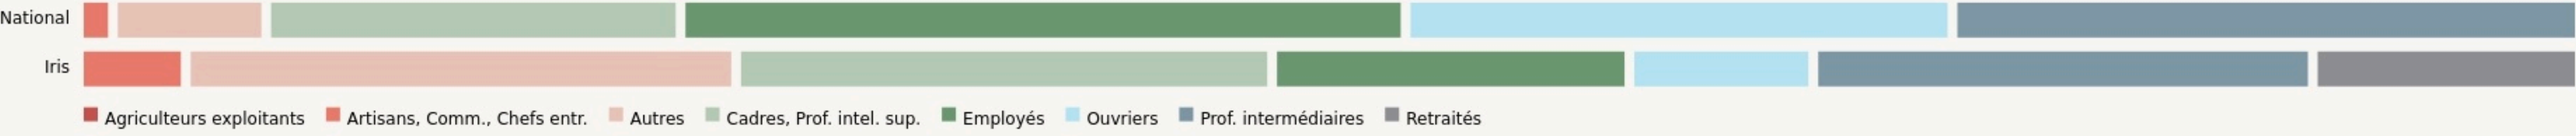 National
Iris
Agriculteurs exploitants Artisans, Comm., Chefs entr. Autres Cadres, Prof. intel. sup. Employés Ouvriers Prof. intermédiaires Retraités